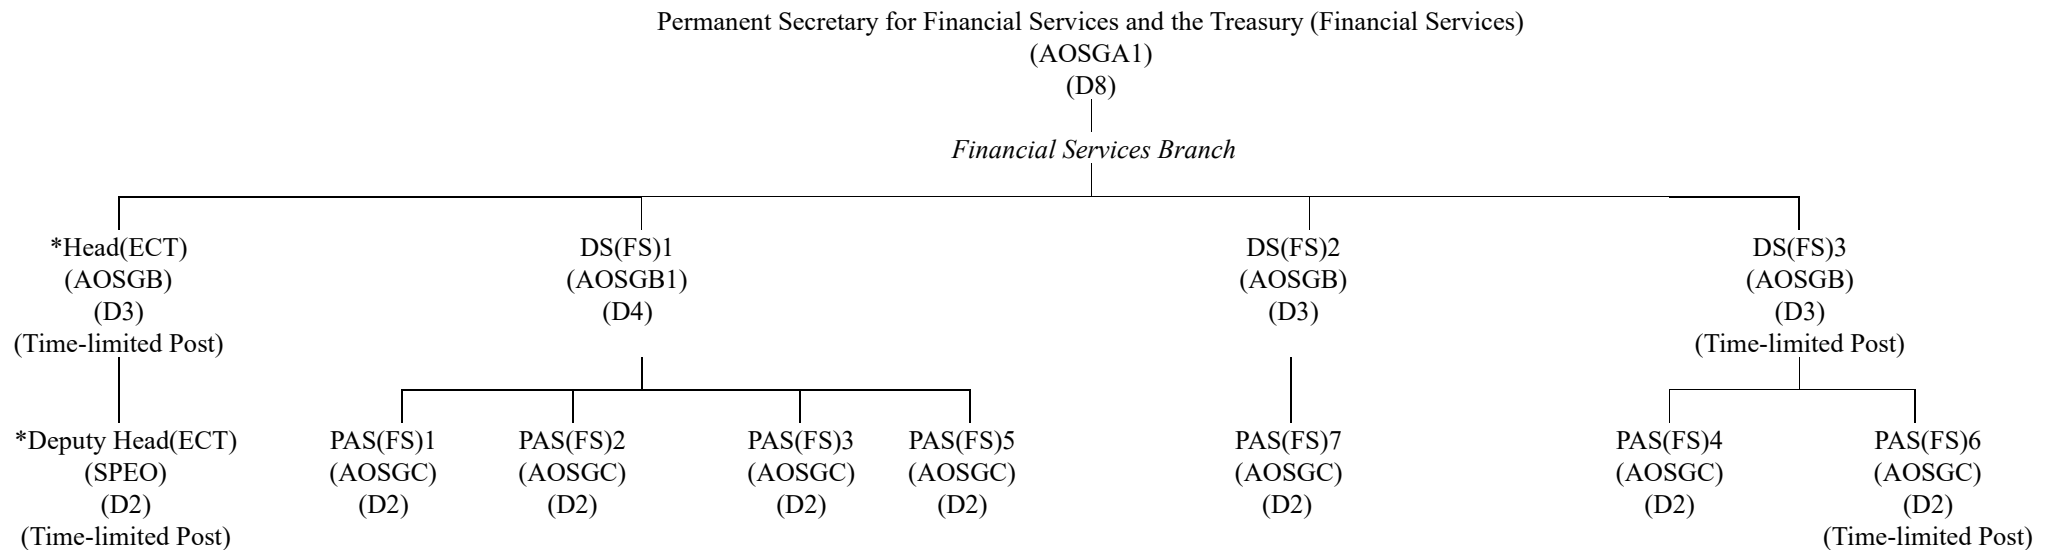 Permanent Secretary for Financial Services and the Treasury (Financial Services)
(AOSGA1)
(D8)
Financial Services Branch
*Head(ECT)
(AOSGB)
(D3)
(Time-limited Post)
DS(FS)1
(AOSGB1)
(D4)
DS(FS)2
(AOSGB)
(D3)
DS(FS)3
(AOSGB)
(D3)
(Time-limited Post)
*Deputy Head(ECT)
(SPEO)
(D2)
(Time-limited Post)
PAS(FS)1
(AOSGC)
(D2)
PAS(FS)2
(AOSGC)
(D2)
PAS(FS)3
(AOSGC)
(D2)
PAS(FS)5
(AOSGC)
(D2)
PAS(FS)7
(AOSGC)
(D2)
PAS(FS)4
(AOSGC)
(D2)
PAS(FS)6
(AOSGC)
(D2)
(Time-limited Post)